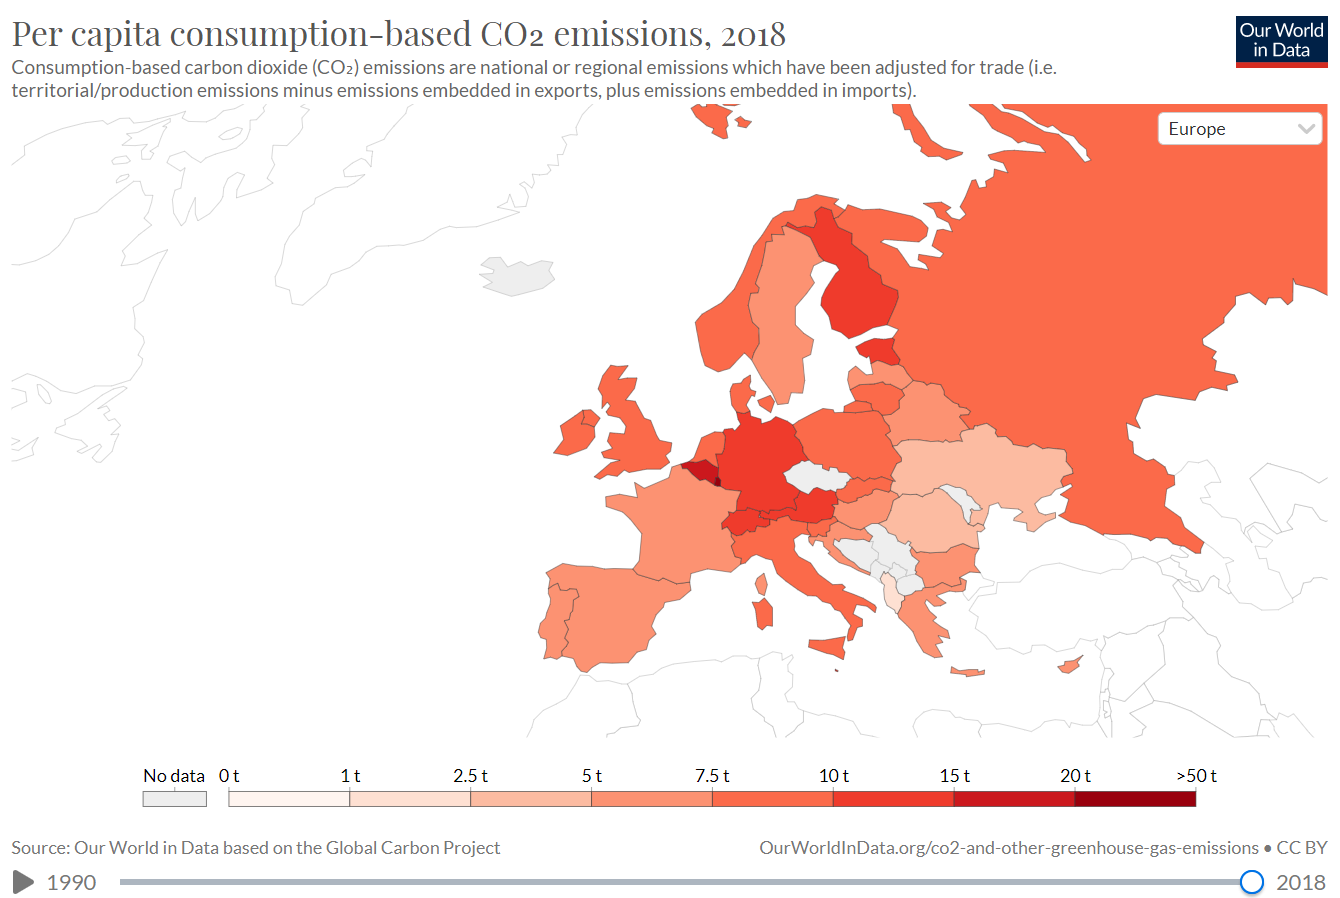 Per capita consumption-based CO₂ emissions, 2018
Our World
in Data
Consumption-based carbon dioxide (CO₂) emissions are national or regional emissions which have been adjusted for trade (i.e.
territorial/production emissions minus emissions embedded in exports, plus emissions embedded in imports).
Europe
No data 0 t 1 t 2.5 t 5 t 7.5 t 10 t 15 t 20 t >50 t
Source: Our World in Data based on the Global Carbon Project
OurWorldInData.org/co2-and-other-greenhouse-gas-emissions • CC BY
1990 2018